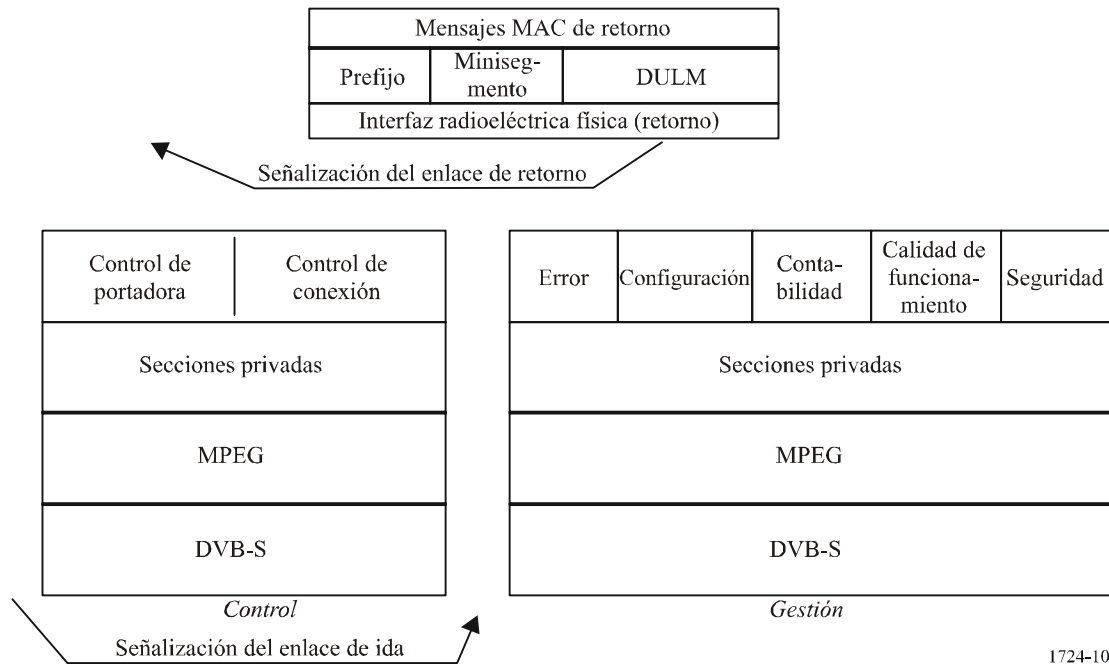 Mensajes MAC de retorno
Prefijo
Miniseg-
mento
DULM
Interfaz radioeléctrica física (retorno)
Señalización del enlace de retorno
Control de
portadora
Control de
conexión
Secciones privadas
MPEG
DVB-S
Control
Error
Configuración
Conta-
bilidad
Calidad de
funciona-
miento
Seguridad
Secciones privadas
MPEG
DVB-S
Gestión
Señalización del enlace de ida
1724-10